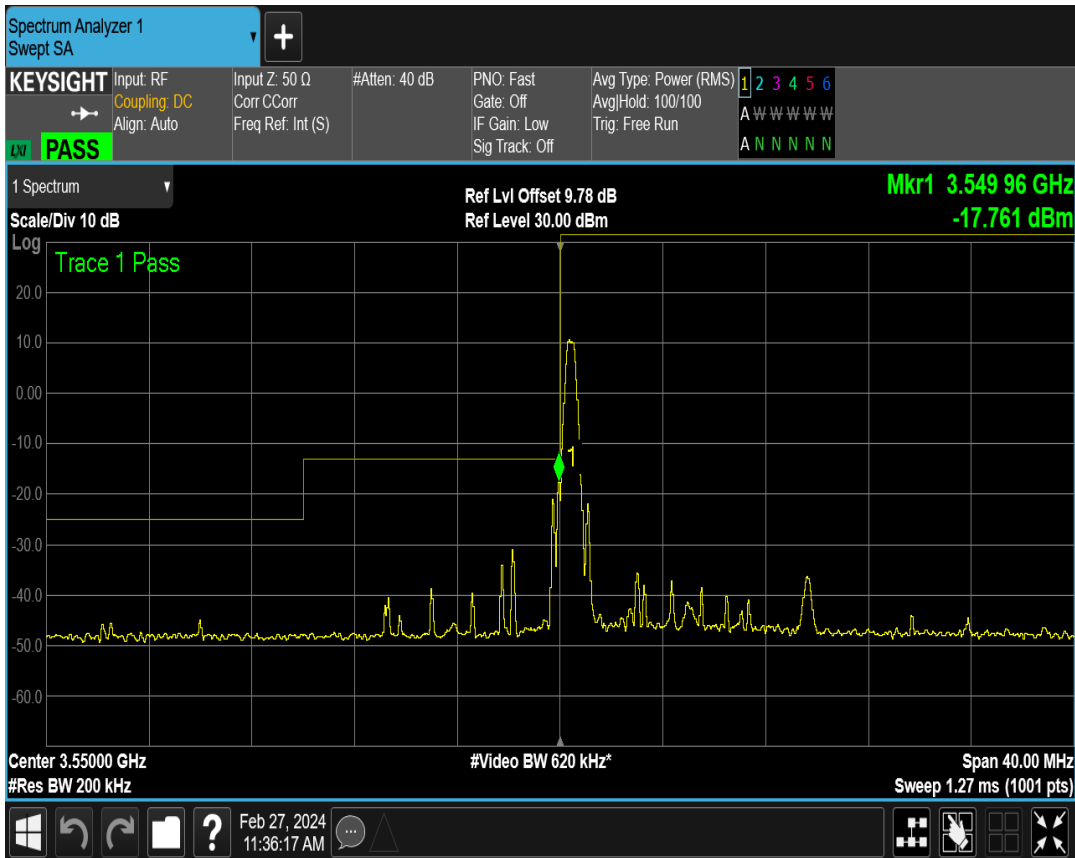 Spectrum Analyzer 1
Swept SA
+
KEYSIGHT
LXI
PASS
Input: RF
Coupling: DC
Align: Auto
Input Z: 50 Ω
Corr CCorr
Freq Ref: Int (S)
#Atten: 40 dB
PNO: Fast
Gate: Off
IF Gain: Low
Sig Track: Off
Avg Type: Power (RMS)
Avg|Hold: 100/100
Trig: Free Run
1 2 3 4 5 6
A W W W W W
A N N N N N
1 Spectrum
Scale/Div 10 dB
Ref Lvl Offset 9.78 dB
Ref Level 30.00 dBm
Mkr1 3.549 96 GHz
-17.761 dBm
Log
Trace 1 Pass
20.0
10.0
0.00
-10.0
-20.0
-30.0
-40.0
-50.0
-60.0
Center 3.55000 GHz
#Res BW 200 kHz
#Video BW 620 kHz*
Span 40.00 MHz
Sweep 1.27 ms (1001 pts)
?
Feb 27, 2024
11:36:17 AM